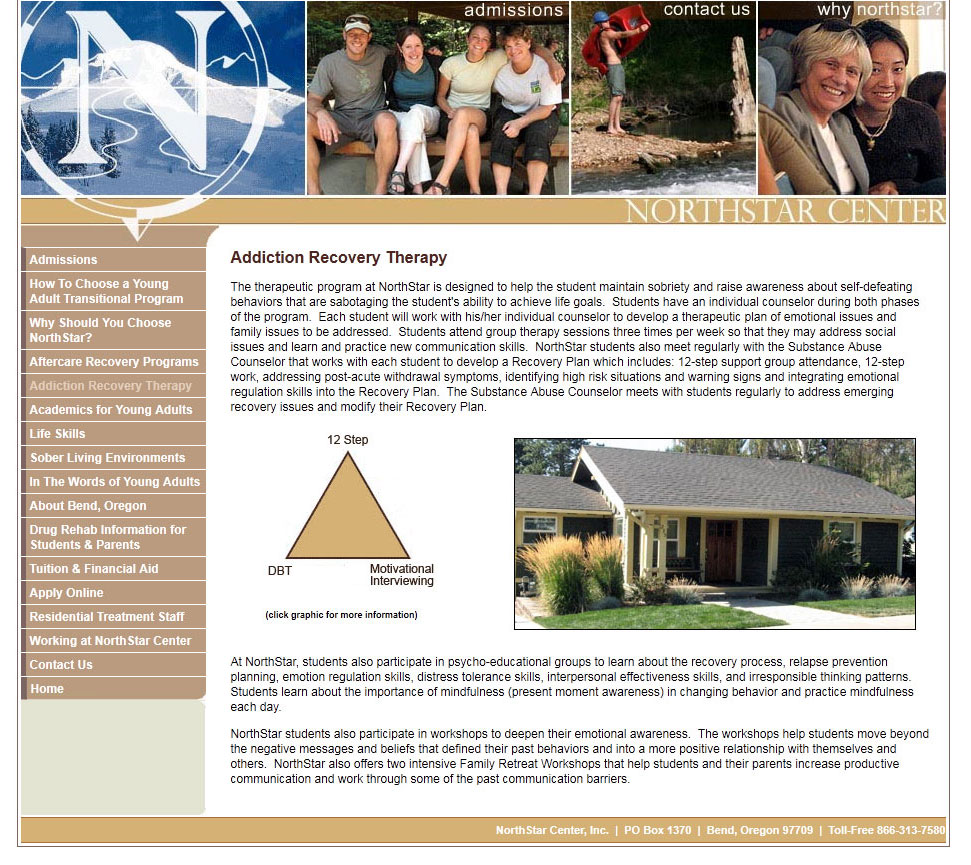 N
admissions
contact us
why northstar?
NORTHSTAR CENTER
Admissions
How To Choose a Young
Adult Transitional Program
Why Should You Choose
NorthStar?
Aftercare Recovery Programs
Addiction Recovery Therapy
Academics for Young Adults
Life Skills
Sober Living Environments
In The Words of Young Adults
About Bend, Oregon
Drug Rehab Information for
Students & Parents
Tuition & Financial Aid
Apply Online
Residential Treatment Staff
Working at NorthStar Center
Contact Us
Home
Addiction Recovery Therapy
The therapeutic program at NorthStar is designed to help the student maintain sobriety and raise awareness about self-defeating
behaviors that are sabotaging the student's ability to achieve life goals. Students have an individual counselor during both phases
of the program. Each student will work with his/her individual counselor to develop a therapeutic plan of emotional issues and
family issues to be addressed. Students attend group therapy sessions three times per week so that they may address social
issues and learn and practice new communication skills. NorthStar students also meet regularly with the Substance Abuse
Counselor that works with each student to develop a Recovery Plan which includes: 12-step support group attendance, 12-step
work, addressing post-acute withdrawal symptoms, identifying high risk situations and warning signs and integrating emotional
regulation skills into the Recovery Plan. The Substance Abuse Counselor meets with students regularly to address emerging
recovery issues and modify their Recovery Plan.
12 Step
DBT
Motivational
Interviewing
(click graphic for more information)
At NorthStar, students also participate in psycho-educational groups to learn about the recovery process, relapse prevention
planning, emotion regulation skills, distress tolerance skills, interpersonal effectiveness skills, and irresponsible thinking patterns.
Students learn about the importance of mindfulness (present moment awareness) in changing behavior and practice mindfulness
each day.
NorthStar students also participate in workshops to deepen their emotional awareness. The workshops help students move beyond
the negative messages and beliefs that defined their past behaviors and into a more positive relationship with themselves and
others. NorthStar also offers two intensive Family Retreat Workshops that help students and their parents increase productive
communication and work through some of the past communication barriers.
NorthStar Center, Inc. | PO Box 1370 | Bend, Oregon 97709 | Toll-Free 866-313-7580